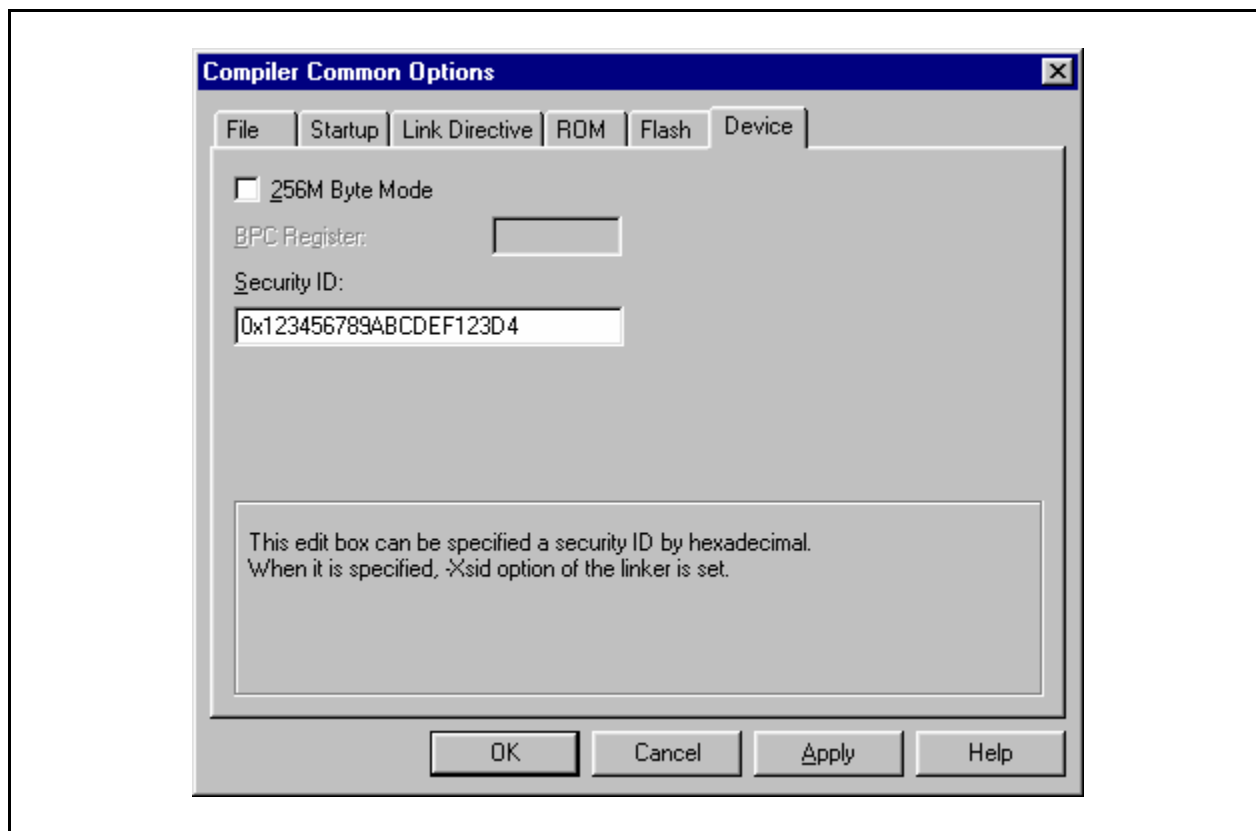 Compiler Common Options
File Startup Link Directive ROM Flash Device
256M Byte Mode
BPC Register:
Security ID:
0x123456789ABCDEF123D4
This edit box can be specified a security ID by hexadecimal.
When it is specified, -Xsid option of the linker is set.
OK Cancel Apply Help